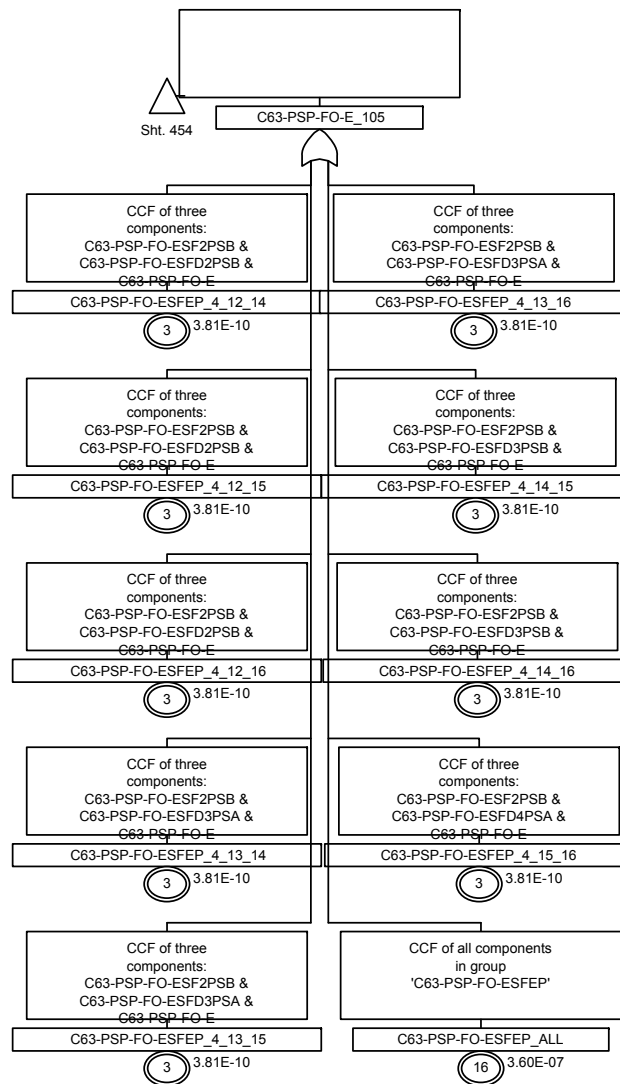 Sht. 454
C63-PSP-FO-E_105
CCF of three
components:
C63-PSP-FO-ESF2PSB &
C63-PSP-FO-ESFD2PSB &
C63-PSP-FO-E
C63-PSP-FO-ESFEP_4_12_14
3
3.81E-10
CCF of three
components:
C63-PSP-FO-ESF2PSB &
C63-PSP-FO-ESFD3PSA &
C63-PSP-FO-E
C63-PSP-FO-ESFEP_4_13_16
3
3.81E-10
CCF of three
components:
C63-PSP-FO-ESF2PSB &
C63-PSP-FO-ESFD2PSB &
C63-PSP-FO-E
C63-PSP-FO-ESFEP_4_12_15
3
3.81E-10
CCF of three
components:
C63-PSP-FO-ESF2PSB &
C63-PSP-FO-ESFD3PSB &
C63-PSP-FO-E
C63-PSP-FO-ESFEP_4_14_15
3
3.81E-10
CCF of three
components:
C63-PSP-FO-ESF2PSB &
C63-PSP-FO-ESFD2PSB &
C63-PSP-FO-E
C63-PSP-FO-ESFEP_4_12_16
3
3.81E-10
CCF of three
components:
C63-PSP-FO-ESF2PSB &
C63-PSP-FO-ESFD3PSB &
C63-PSP-FO-E
C63-PSP-FO-ESFEP_4_14_16
3
3.81E-10
CCF of three
components:
C63-PSP-FO-ESF2PSB &
C63-PSP-FO-ESFD3PSA &
C63-PSP-FO-E
C63-PSP-FO-ESFEP_4_13_14
3
3.81E-10
CCF of three
components:
C63-PSP-FO-ESF2PSB &
C63-PSP-FO-ESFD4PSA &
C63-PSP-FO-E
C63-PSP-FO-ESFEP_4_15_16
3
3.81E-10
CCF of three
components:
C63-PSP-FO-ESF2PSB &
C63-PSP-FO-ESFD3PSA &
C63-PSP-FO-E
C63-PSP-FO-ESFEP_4_13_15
3
3.81E-10
CCF of all components
in group
'C63-PSP-FO-ESFEP'
C63-PSP-FO-ESFEP_ALL
16
3.60E-07